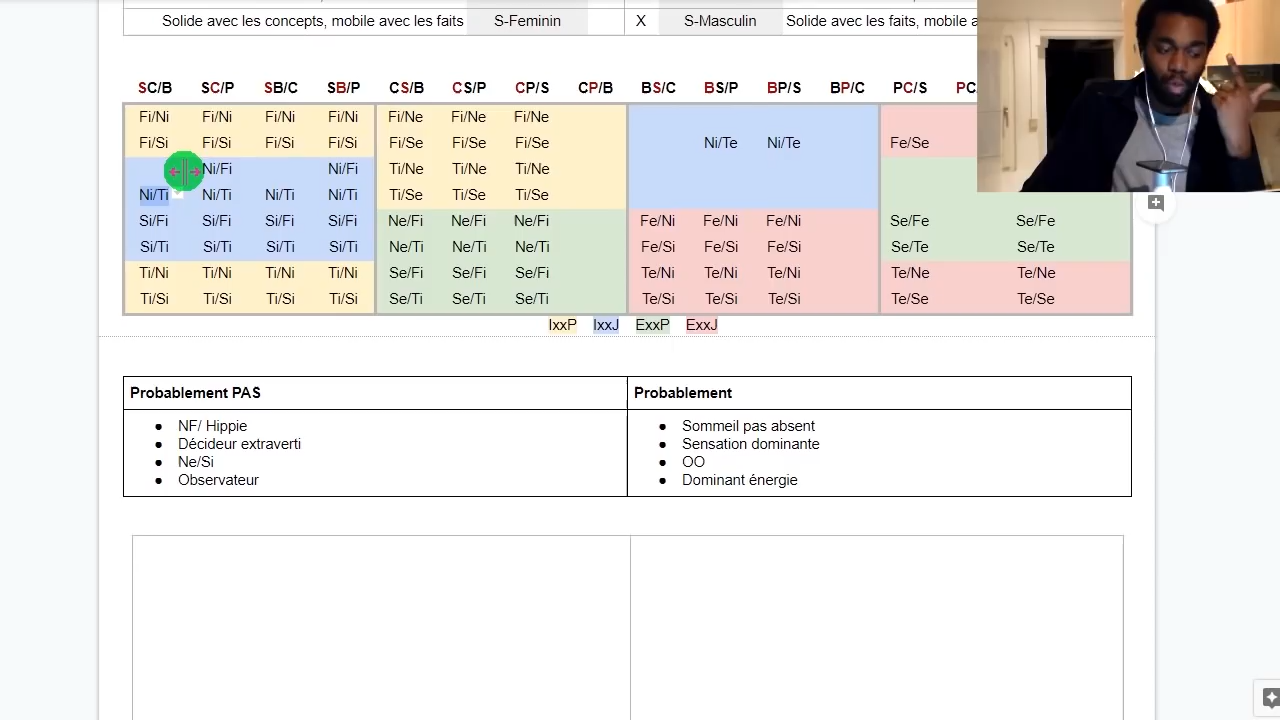 Solide avec les concepts, mobile avec les faits S-Feminin X S-Masculin Solide avec les faits, mobile
SC/B SC/P SB/C SB/P CS/B CS/P CP/S CP/B BS/C BS/P BP/S BP/C PC/S
Fi/Ni Fi/Ni Fi/Ni Fi/Ni Fi/Ne Fi/Ne Fi/Ne
Fi/Si Fi/Si Fi/Si Fi/Si Fi/Se Fi/Se Fi/Se Ni/Te Ni/Te Fe/Se
Ni/Fi Ni/Fi Ti/Ne Ti/Ne Ti/Ne
Ni/Ti Ni/Ti Ni/Ti Ni/Ti Ti/Se Ti/Se Ti/Se
Si/Fi Si/Fi Si/Fi Si/Fi Ne/Fi Ne/Fi Ne/Fi Fe/Ni Fe/Ni Fe/Ni Se/Fe Se/Fe
Si/Ti Si/Ti Si/Ti Si/Ti Ne/Ti Ne/Ti Ne/Ti Fe/Si Fe/Si Fe/Si Se/Te Se/Te
Ti/Ni Ti/Ni Ti/Ni Ti/Ni Se/Fi Se/Fi Se/Fi Te/Ni Te/Ni Te/Ni Te/Ne Te/Ne
Ti/Si Ti/Si Ti/Si Ti/Si Se/Ti Se/Ti Se/Ti Te/Si Te/Si Te/Si Te/Se Te/Se
IxxP IxxJ ExxP ExxJ
Probablement PAS Probablement
● NF/ Hippie ● Sommeil pas absent
● Décideur extraverti ● Sensation dominante
● Ne/Si ● OO
● Observateur ● Dominant énergie